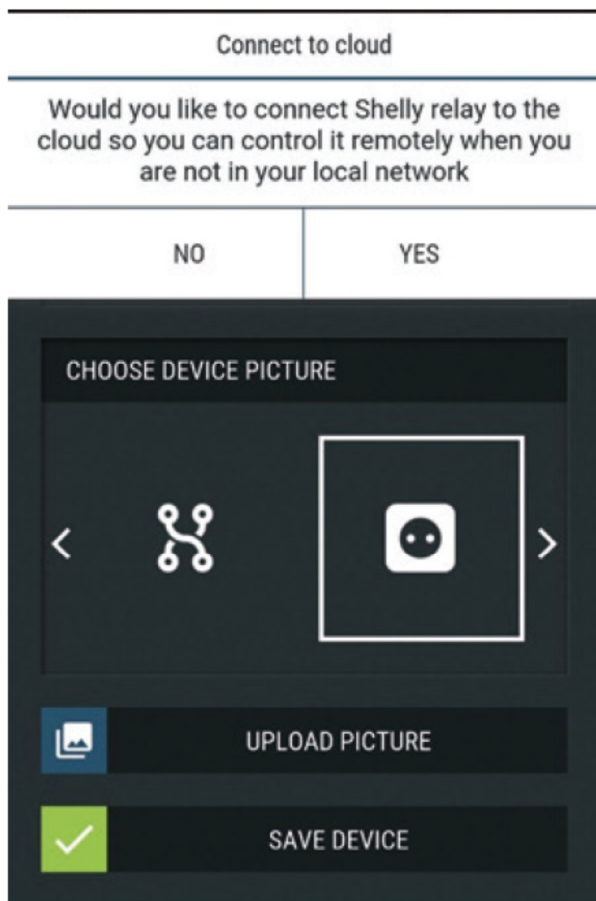 Connect to cloud
Would you like to connect Shelly relay to the
cloud so you can control it remotely when you
are not in your local network
NO
YES
CHOOSE DEVICE PICTURE
UPLOAD PICTURE
SAVE DEVICE